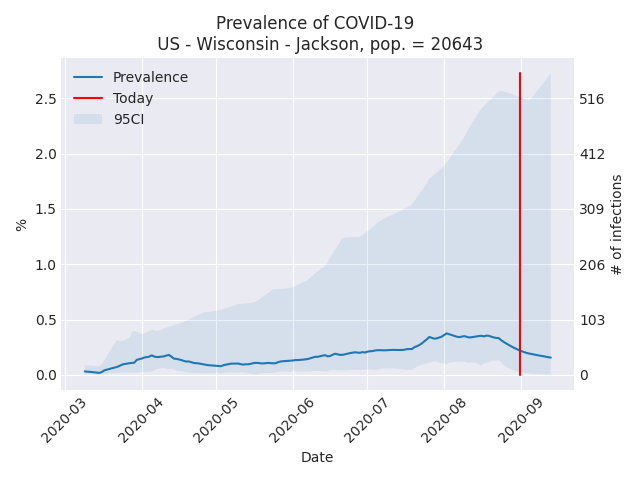 Prevalence of COVID-19
US - Wisconsin - Jackson, pop. = 20643
Prevalence
Today
95CI
2.5
2.0
1.5
1.0
0.5
0.0
%
516
412
309
206
103
0
# of infections
2020-03
2020-04
2020-05
2020-06
2020-07
2020-08
2020-09
Date